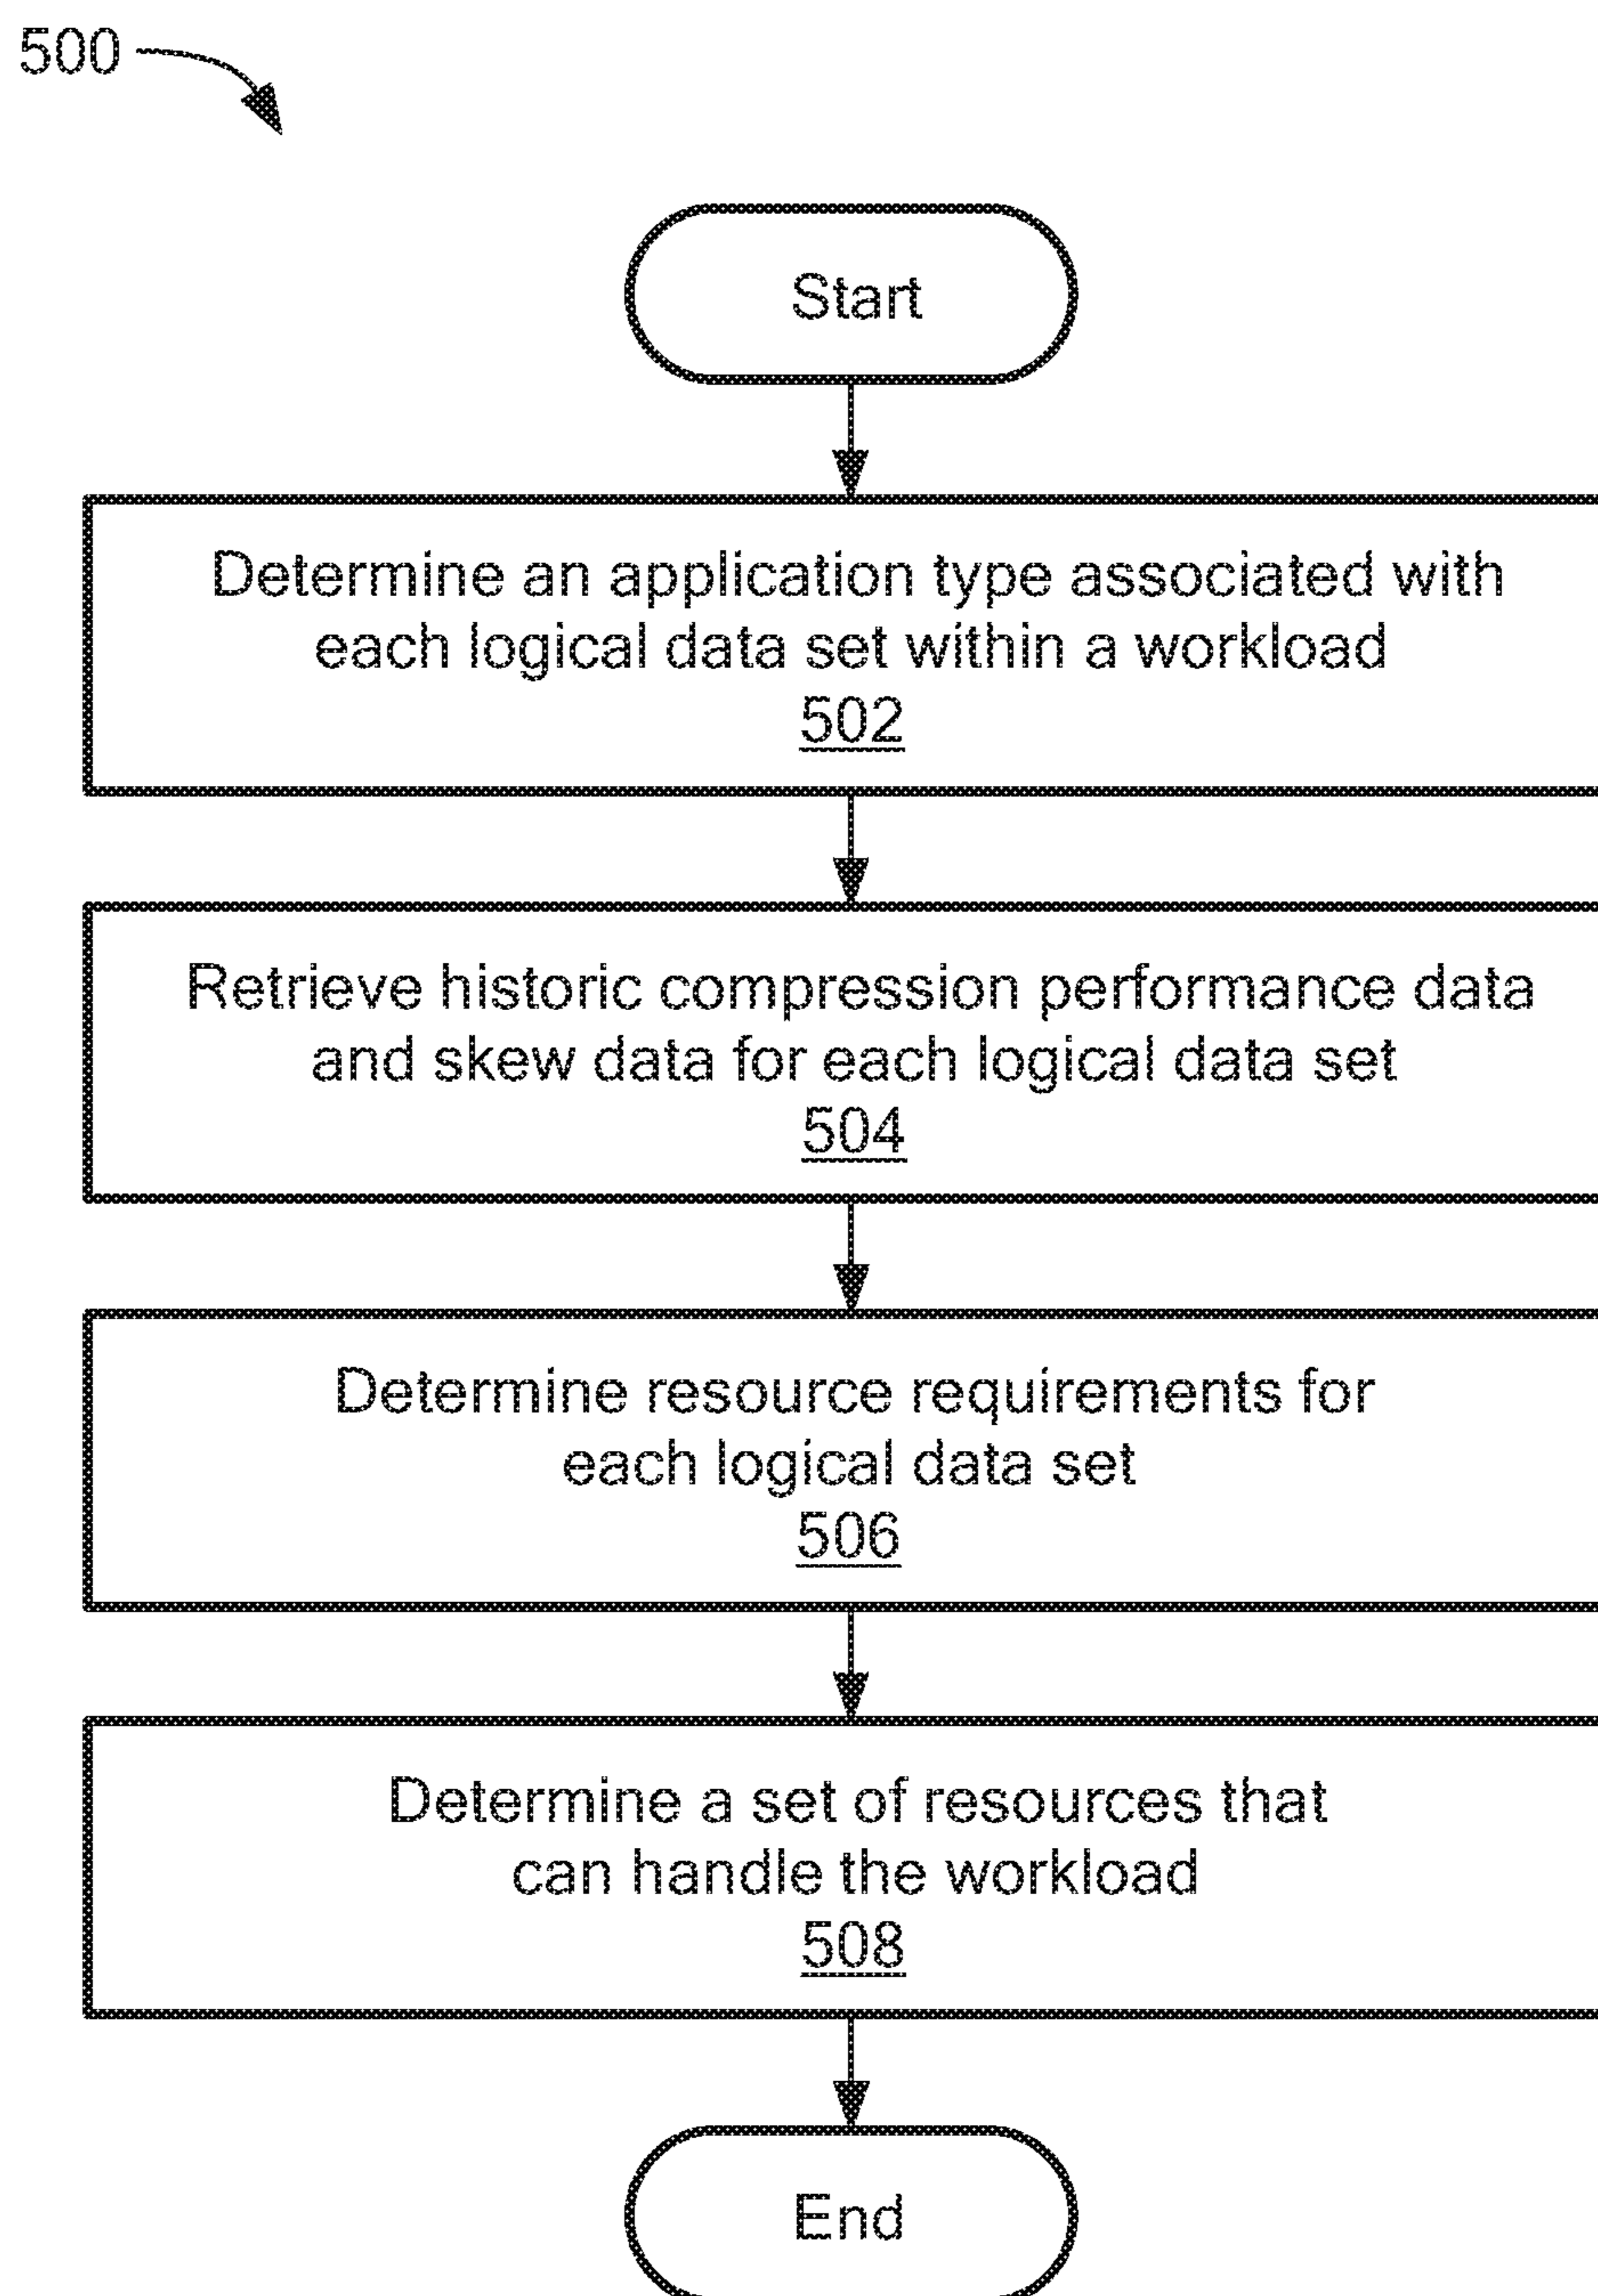 500
Start
Determine an application type associated with
each logical data set within a workload
502
Retrieve historic compression performance data
and skew data for each logical data set
504
Determine resource requirements for
each logical data set
506
Determine a set of resources that
can handle the workload
508
End